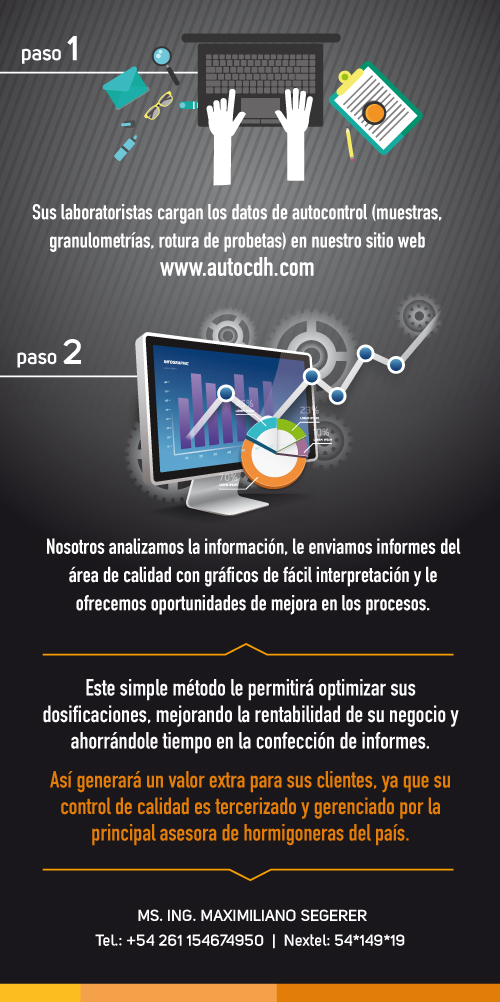 paso 1
Sus laboratoristas cargan los datos de autocontrol (muestras,
granulometrías, rotura de probetas) en nuestro sitio web
www.autocdh.com
paso 2
INFOGRAPHIC
23%
10%
70%
Nosotros analizamos la información, le enviamos informes del
área de calidad con gráficos de fácil interpretación y le
ofrecemos oportunidades de mejora en los procesos.
Este simple método le permitirá optimizar sus
dosificaciones, mejorando la rentabilidad de su negocio y
ahorrándole tiempo en la confección de informes.
Así generará un valor extra para sus clientes, ya que su
control de calidad es tercerizado y gerenciado por la
principal asesora de hormigoneras del país.
MS. ING. MAXIMILIANO SEGERER
Tel.: +54 261 154674950 | Nextel: 54*149*19